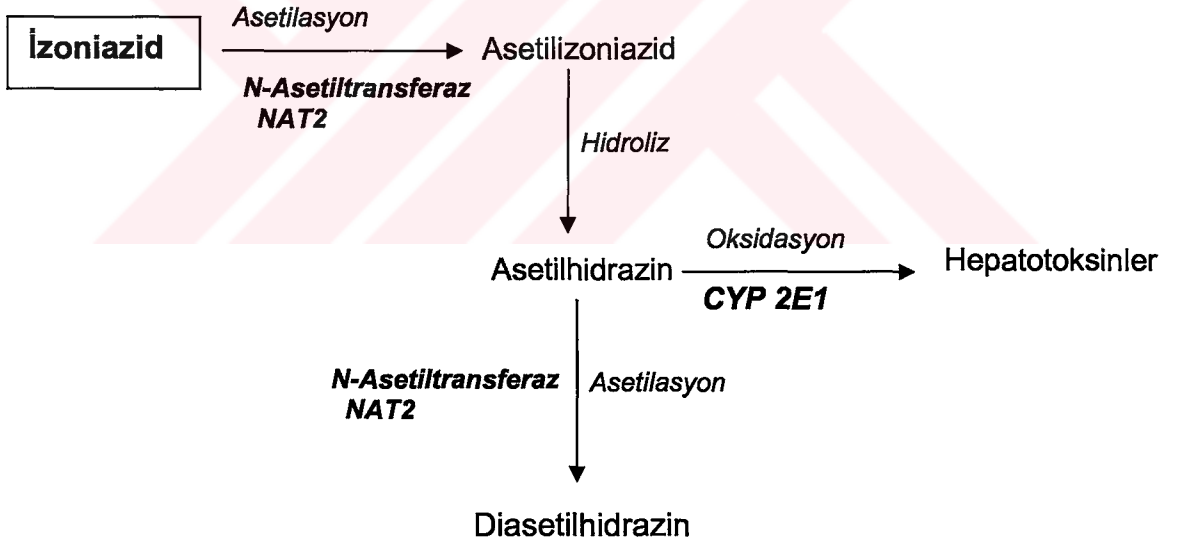 Asetilasyon
İzoniazid
Asetilizoniazid
N-Asetiltransferaz
NAT2
Hidroliz
Oksidasyon
Asetilhidrazin
Hepatotoksinler
CYP 2E1
N-Asetiltransferaz
Asetilasyon
NAT2
Diasetilhidrazin